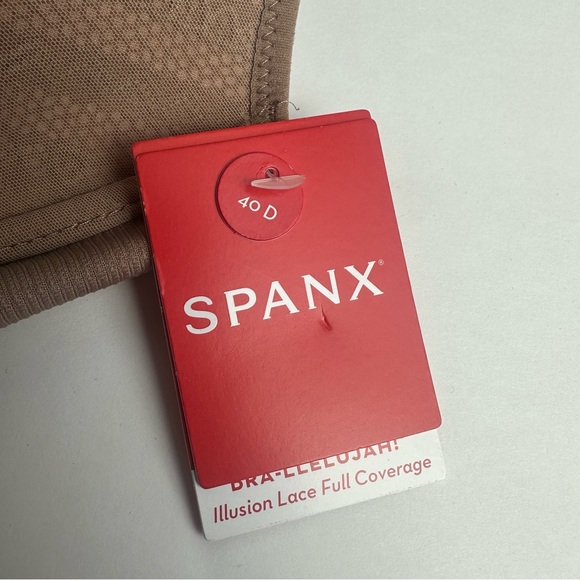 40 D
SPANX®
BRA-LLELUJAH!
Illusion Lace Full Coverage